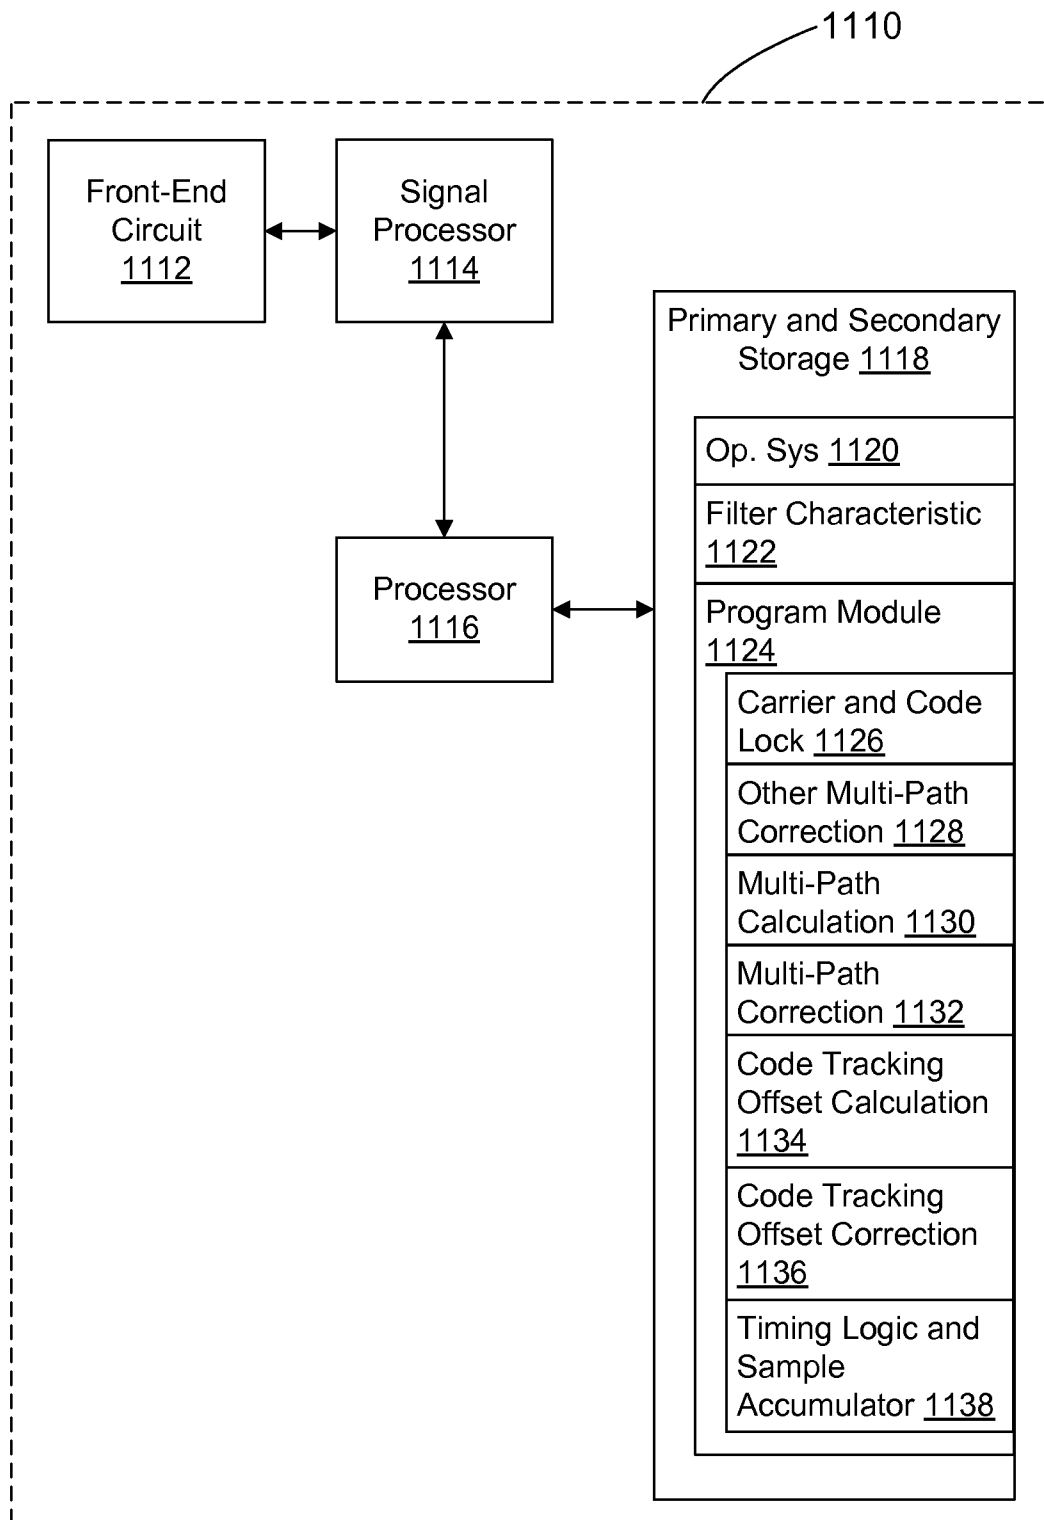 1110
Front-End
Circuit
1112
Signal
Processor
1114
Primary and Secondary
Storage 1118
Op. Sys 1120
Filter Characteristic
1122
Processor
1116
Program Module
1124
Carrier and Code
Lock 1126
Other Multi-Path
Correction 1128
Multi-Path
Calculation 1130
Multi-Path
Correction 1132
Code Tracking
Offset Calculation
1134
Code Tracking
Offset Correction
1136
Timing Logic and
Sample
Accumulator 1138